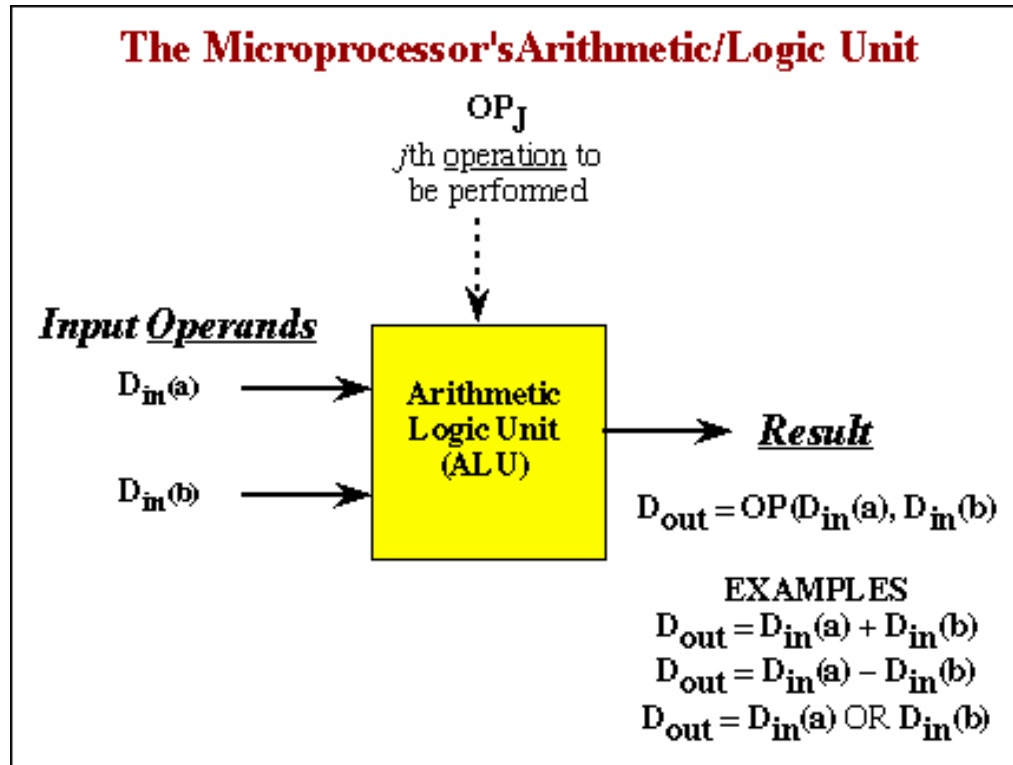 The Microprocessor'sArithmetic/Logic Unit
OPJ
jth operation to
be performed
Input Operands
Din(a)
Din(b)
Arithmetic
Logic Unit
(ALU)
Result
Dout = OP(Din(a), Din(b)
EXAMPLES
Dout = Din(a) + Din(b)
Dout = Din(a) − Din(b)
Dout = Din(a) OR Din(b)